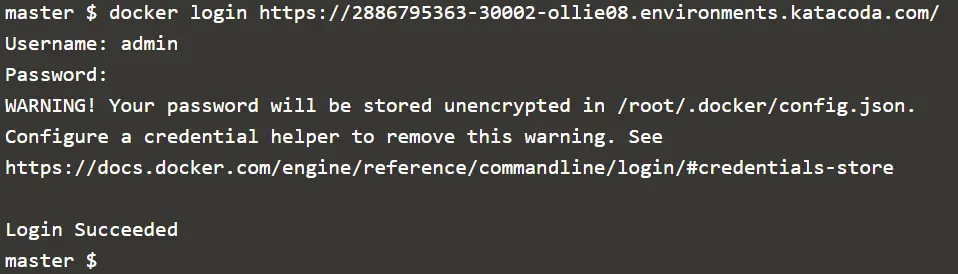 master $ docker login https://2886795363-30002-ollie08.environments.katacoda.com/
Username: admin
Password:
WARNING! Your password will be stored unencrypted in /root/.docker/config.json.
Configure a credential helper to remove this warning. See
https://docs.docker.com/engine/reference/commandline/login/#credentials-store
Login Succeeded
master $